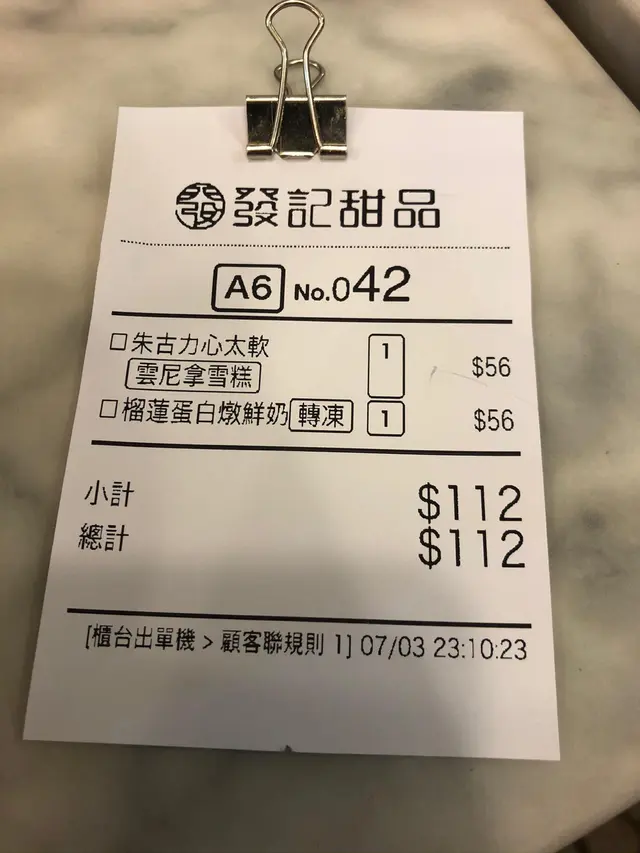 發 發記甜品
A6 No.042
□朱古力心太軟 1 $56
雲尼拿雪糕
□榴蓮蛋白燉鮮奶 轉凍 1 $56
小計 $112
總計 $112
[櫃台出單機 > 顧客聯規則 1] 07/03 23:10:23